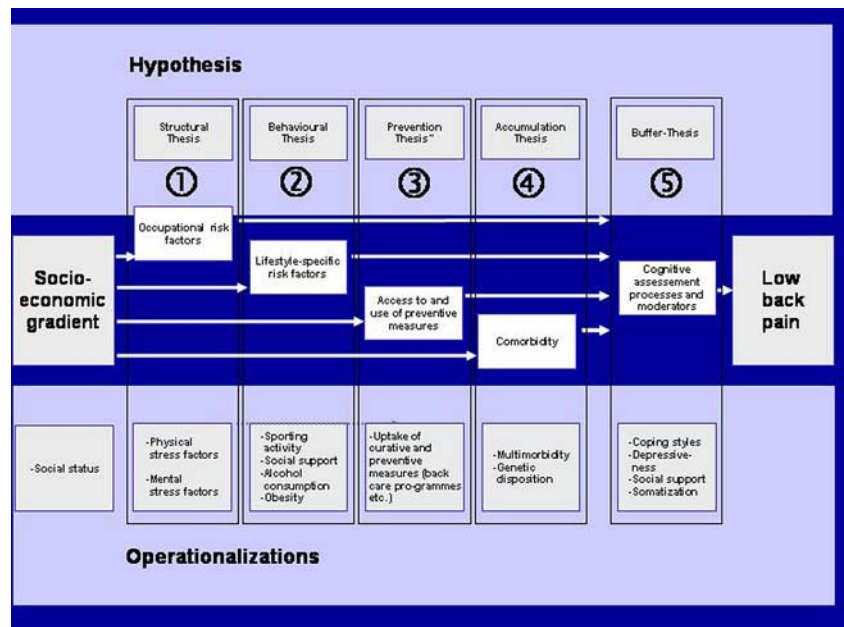 Hypothesis
Structural
Thesis
Behavioural
Thesis
Prevention
Thesis"
Accumulation
Thesis
Buffer-Thesis
①
②
③
④
⑤
Socio-
economic
gradient
Occupational risk
factors
Lifestyle-specific
risk factors
Access to and
use of preventive
measures
Comorbidity
Cognitive
assessement
processes and
moderators
Low
back
pain
-Social status
-Physical
stress factors
-Mental
stress factors
-Sporting
activity
-Social support
-Alcohol
consumption
-Obesity
-Uptake of
curative and
preventive
measures (back
care pro-grammes
etc.)
-Multimorbidity
-Genetic
disposition
-Coping styles
-Depressive-
ness
-Social support
-Somatization
Operationalizations